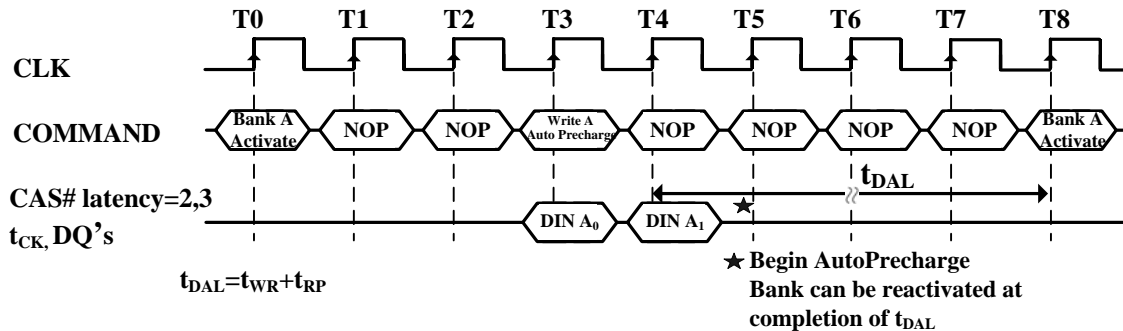 T0 T1 T2 T3 T4 T5 T6 T7 T8
CLK
COMMAND
Bank A
Activate
NOP
NOP
Write A
Auto Precharge
NOP
NOP
NOP
NOP
Bank A
Activate
tDAL
CAS# latency=2,3
tCK, DQ's
DIN A0
DIN A1
tDAL=tWR+tRP
★ Begin AutoPrecharge
Bank can be reactivated at
completion of tDAL